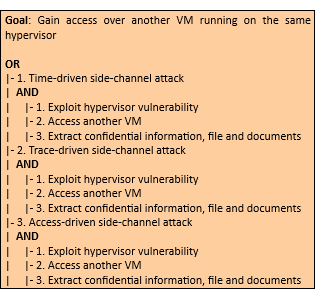 Goal: Gain access over another VM running on the same
hypervisor
OR
|- 1. Time-driven side-channel attack
| AND
| |- 1. Exploit hypervisor vulnerability
| |- 2. Access another VM
| |- 3. Extract confidential information, file and documents
|- 2. Trace-driven side-channel attack
| AND
| |- 1. Exploit hypervisor vulnerability
| |- 2. Access another VM
| |- 3. Extract confidential information, file and documents
|- 3. Access-driven side-channel attack
| AND
| |- 1. Exploit hypervisor vulnerability
| |- 2. Access another VM
| |- 3. Extract confidential information, file and documents